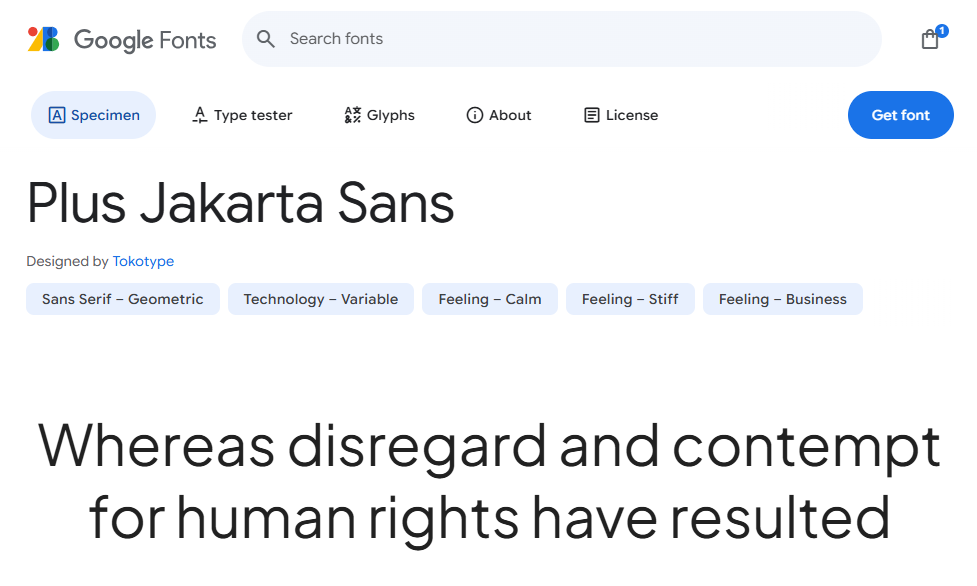 Google Fonts
Search fonts
1
Specimen
Type tester
Glyphs
About
License
Get font
Plus Jakarta Sans
Designed by Tokotype
Sans Serif – Geometric
Technology – Variable
Feeling – Calm
Feeling – Stiff
Feeling – Business
Whereas disregard and contempt
for human rights have resulted